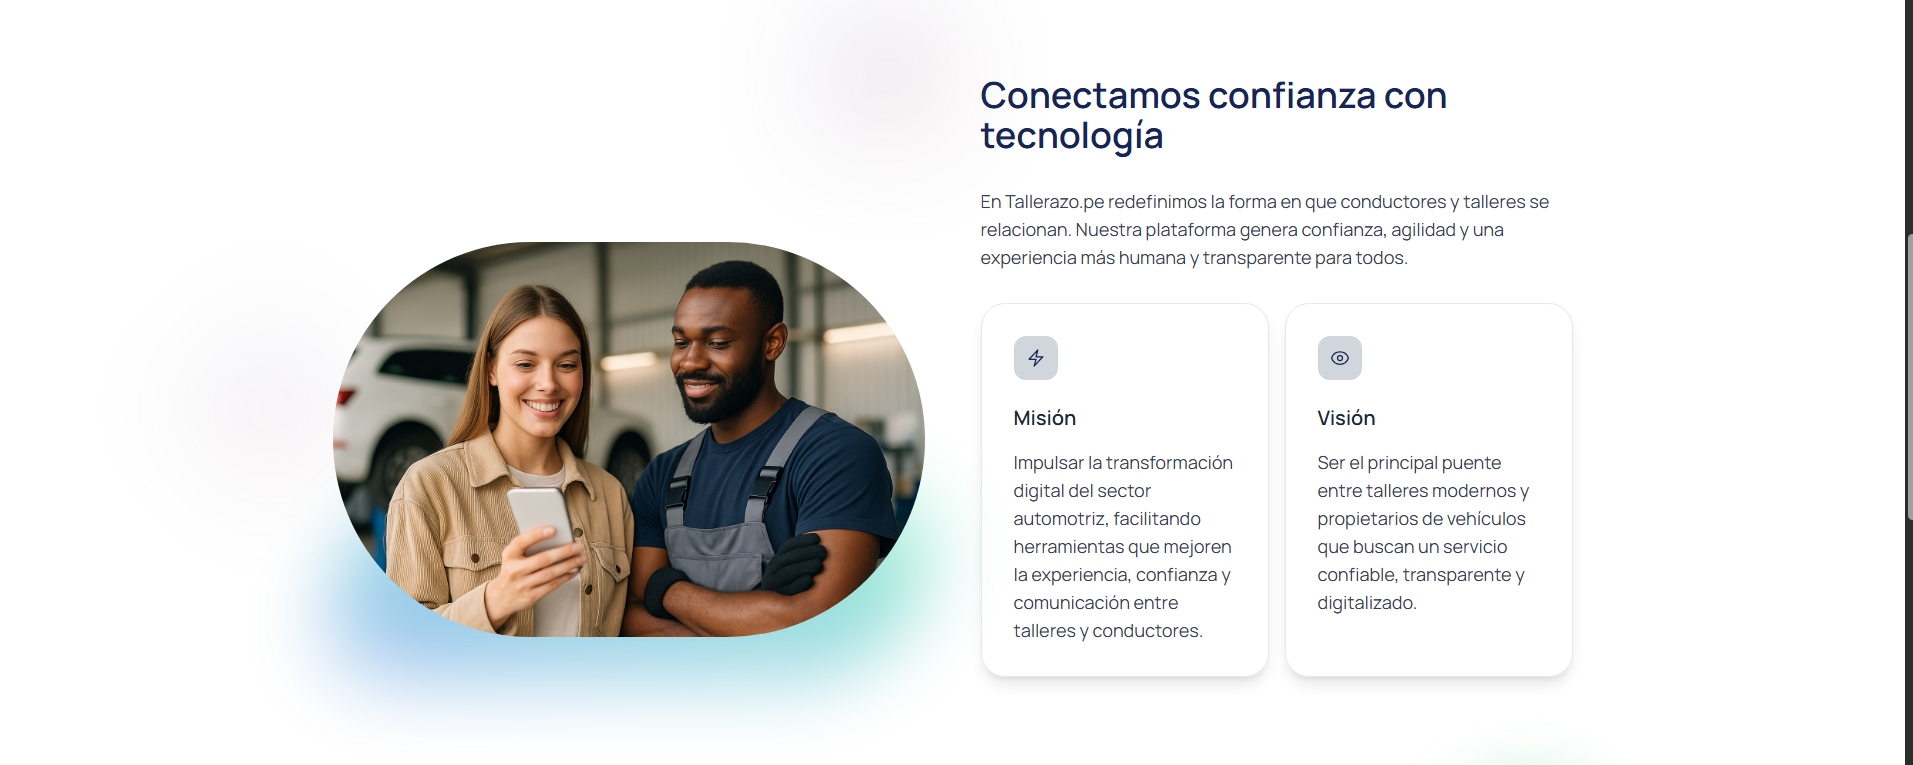 Conectamos confianza con
tecnología
En Tallerazo.pe redefinimos la forma en que conductores y talleres se
relacionan. Nuestra plataforma genera confianza, agilidad y una
experiencia más humana y transparente para todos.
Misión
Impulsar la transformación
digital del sector
automotriz, facilitando
herramientas que mejoren
la experiencia, confianza y
comunicación entre
talleres y conductores.
Visión
Ser el principal puente
entre talleres modernos y
propietarios de vehículos
que buscan un servicio
confiable, transparente y
digitalizado.